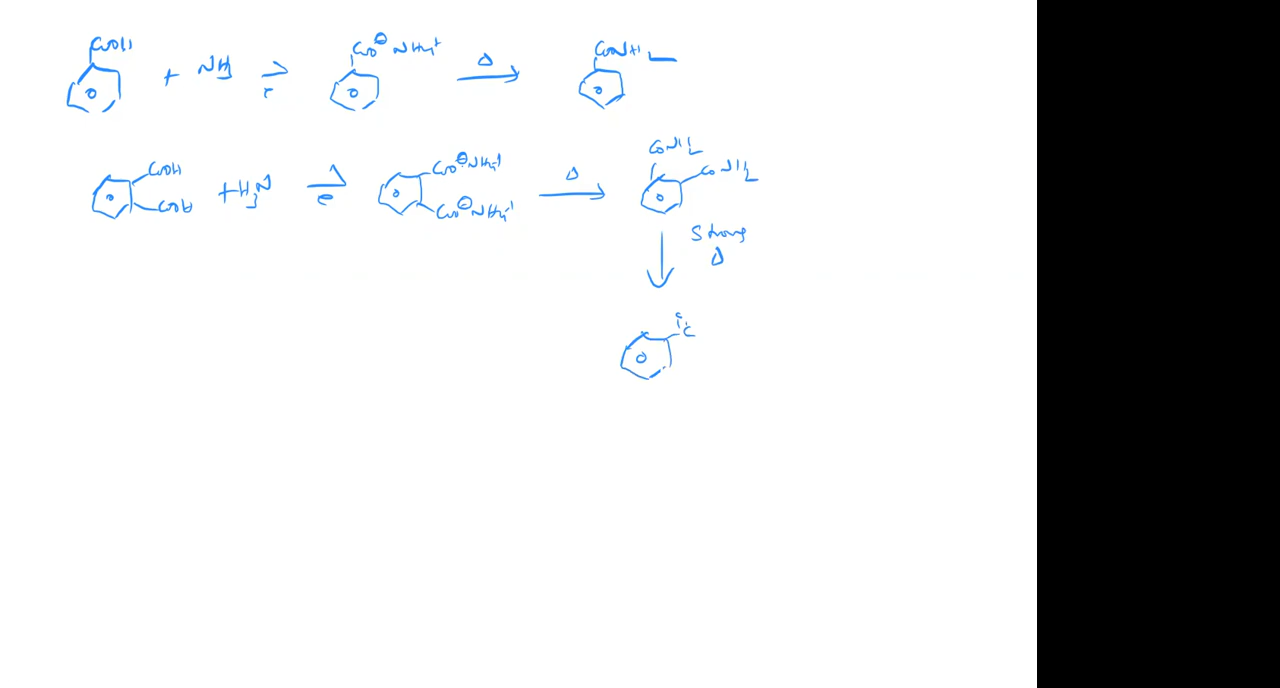 COOH + NH3 ⇌ COO⊖ NH4+ Δ→ CONH2
COOH COOH + H3N ⇌ COO⊖NH4+ COO⊖NH4+ Δ→ CONH2 CONH2
Strong
Δ
C